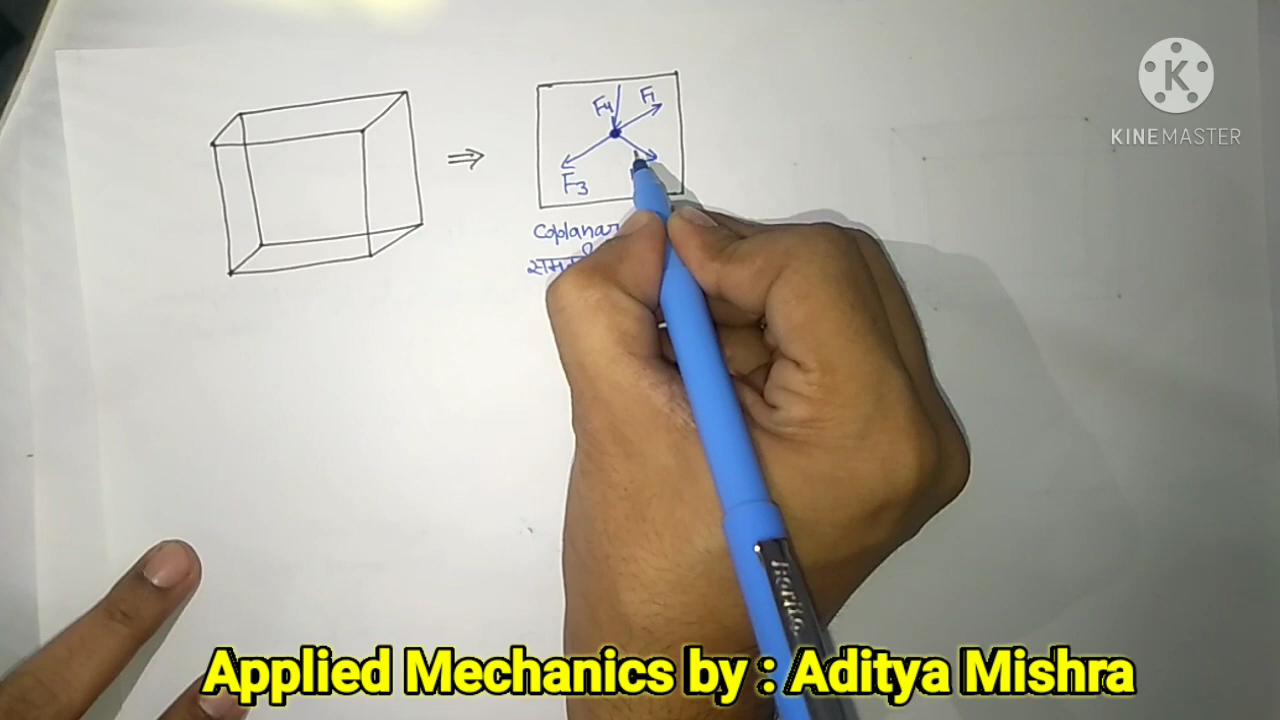 F4 F1
F3
Coplanar
KINEMASTER
Applied Mechanics by : Aditya Mishra